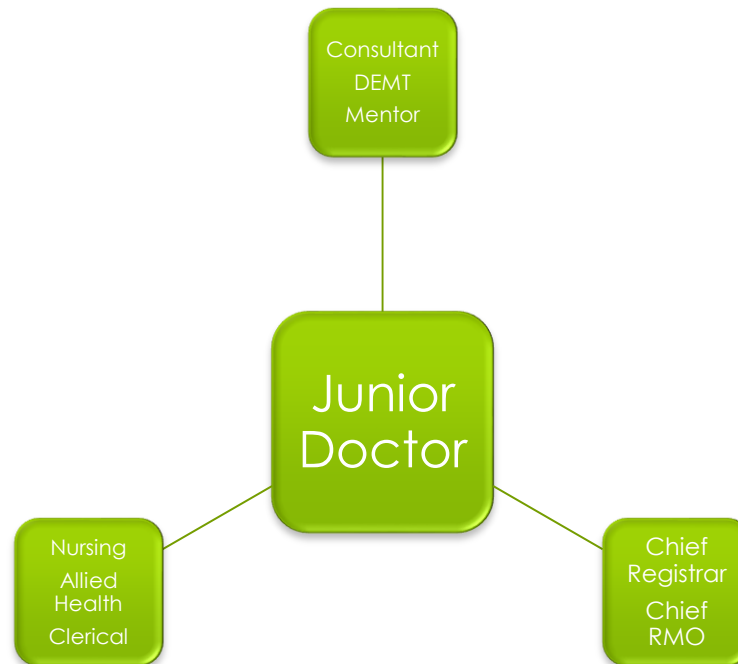 Consultant
DEMT
Mentor
Junior
Doctor
Nursing
Allied
Health
Clerical
Chief
Registrar
Chief
RMO